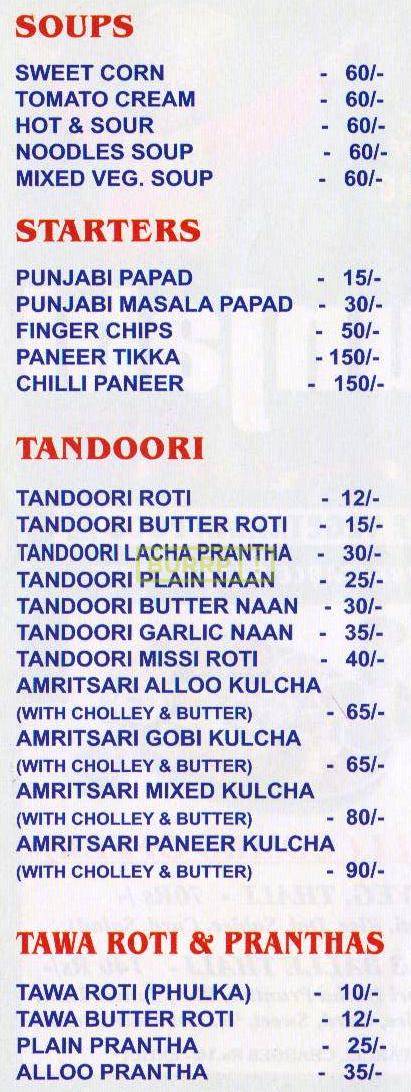 SOUPS
SWEET CORN - 60/-
TOMATO CREAM - 60/-
HOT & SOUR - 60/-
NOODLES SOUP - 60/-
MIXED VEG. SOUP - 60/-
STARTERS
PUNJABI PAPAD - 15/-
PUNJABI MASALA PAPAD - 30/-
FINGER CHIPS - 50/-
PANEER TIKKA - 150/-
CHILLI PANEER - 150/-
TANDOORI
TANDOORI ROTI - 12/-
TANDOORI BUTTER ROTI - 15/-
TANDOORI LACHA PRANTHA - 30/-
BURRP!
TANDOORI PLAIN NAAN - 25/-
TANDOORI BUTTER NAAN - 30/-
TANDOORI GARLIC NAAN - 35/-
TANDOORI MISSI ROTI - 40/-
AMRITSARI ALLOO KULCHA
(WITH CHOLLEY & BUTTER) - 65/-
AMRITSARI GOBI KULCHA
(WITH CHOLLEY & BUTTER) - 65/-
AMRITSARI MIXED KULCHA
(WITH CHOLLEY & BUTTER) - 80/-
AMRITSARI PANEER KULCHA
(WITH CHOLLEY & BUTTER) - 90/-
TAWA ROTI & PRANTHAS
TAWA ROTI (PHULKA) - 10/-
TAWA BUTTER ROTI - 12/-
PLAIN PRANTHA - 25/-
ALLOO PRANTHA - 35/-